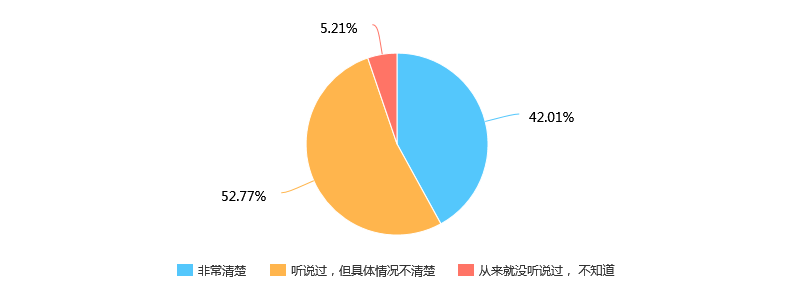 5.21%
42.01%
52.77%
非常清楚
听说过，但具体情况不清楚
从来就没听说过， 不知道